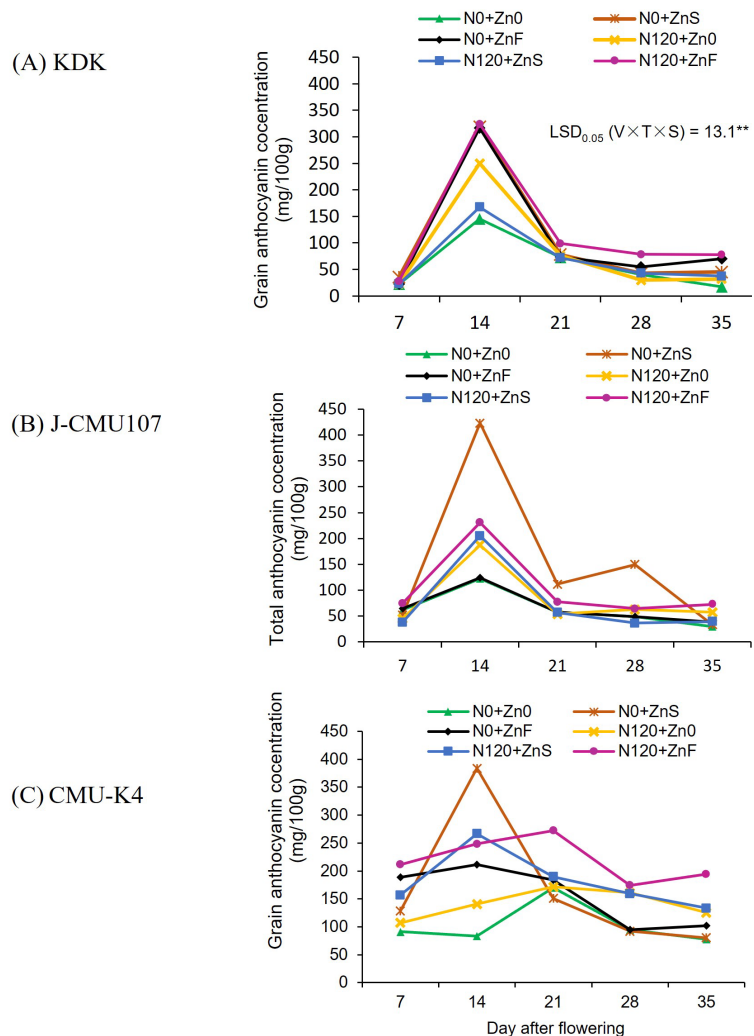 (A) KDK
N0+Zn0 N0+ZnS
N0+ZnF N120+Zn0
N120+ZnS N120+ZnF
LSD0.05 (V×T×S) = 13.1**
Grain anthocyanin cocentration
(mg/100g)
450
400
350
300
250
200
150
100
50
0
7 14 21 28 35
(B) J-CMU107
N0+Zn0 N0+ZnS
N0+ZnF N120+Zn0
N120+ZnS N120+ZnF
Total anthocyanin cocentration
(mg/100g)
450
400
350
300
250
200
150
100
50
0
7 14 21 28 35
(C) CMU-K4
N0+Zn0 N0+ZnS
N0+ZnF N120+Zn0
N120+ZnS N120+ZnF
Grain anthocyanin cocentration
(mg/100g)
450
400
350
300
250
200
150
100
50
0
7 14 21 28 35
Day after flowering